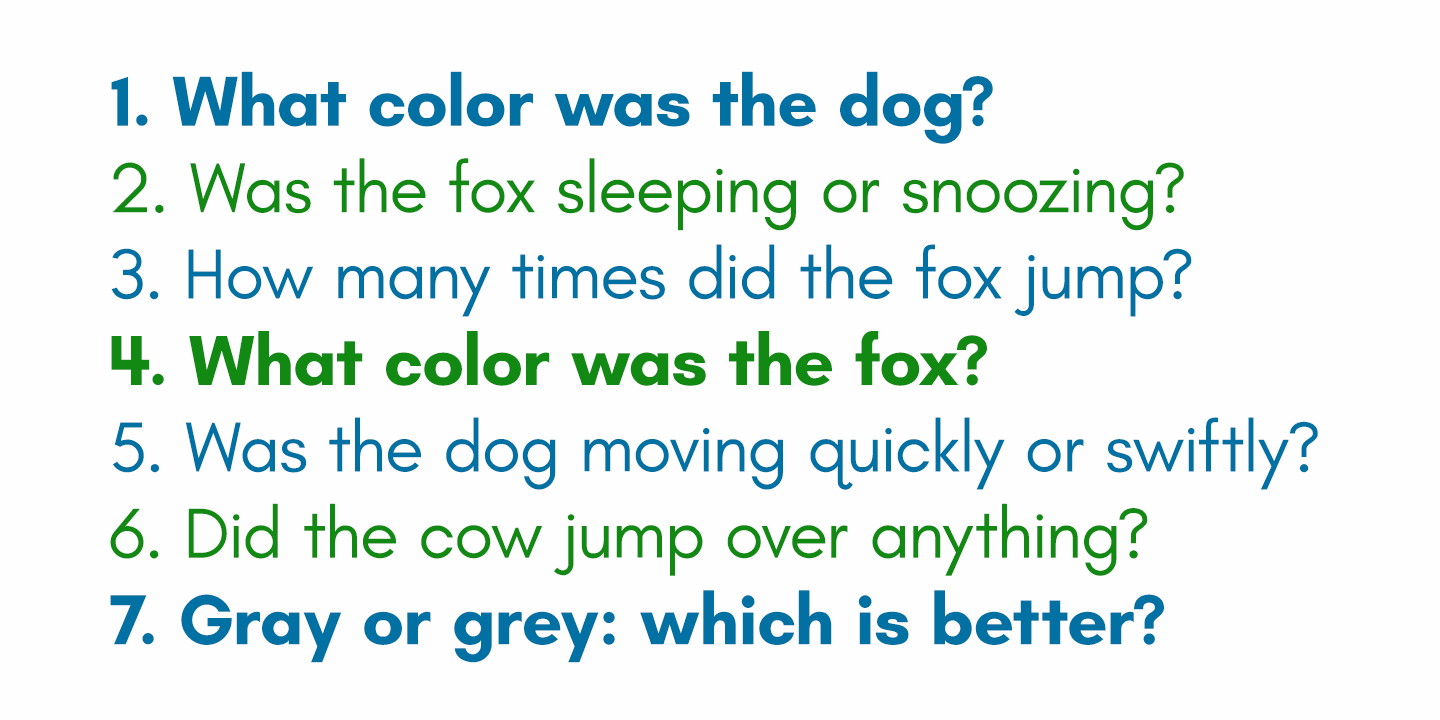 1. What color was the dog?
2. Was the fox sleeping or snoozing?
3. How many times did the fox jump?
4. What color was the fox?
5. Was the dog moving quickly or swiftly?
6. Did the cow jump over anything?
7. Gray or grey: which is better?